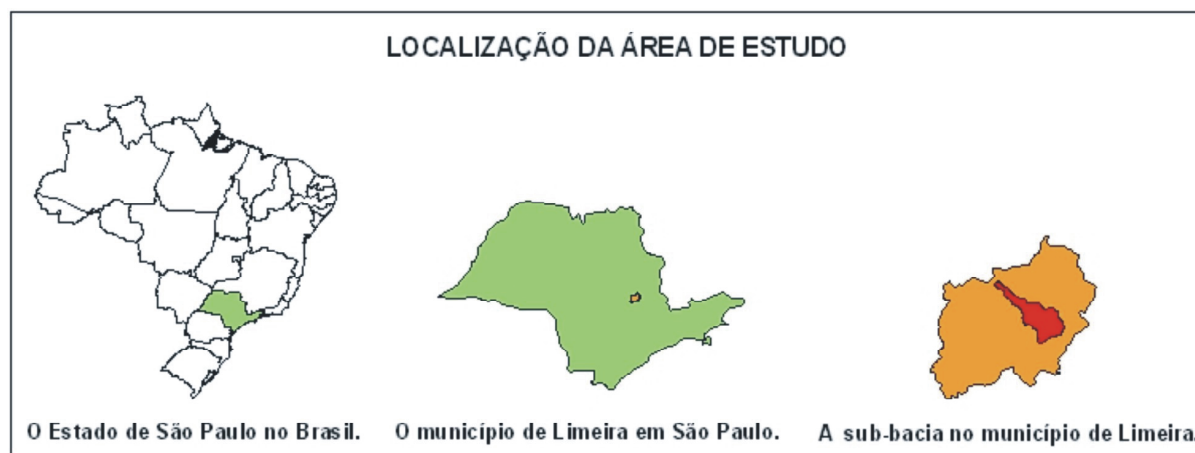 LOCALIZAÇÃO DA ÁREA DE ESTUDO
O Estado de São Paulo no Brasil.
O município de Limeira em São Paulo.
A sub-bacia no município de Limeira.